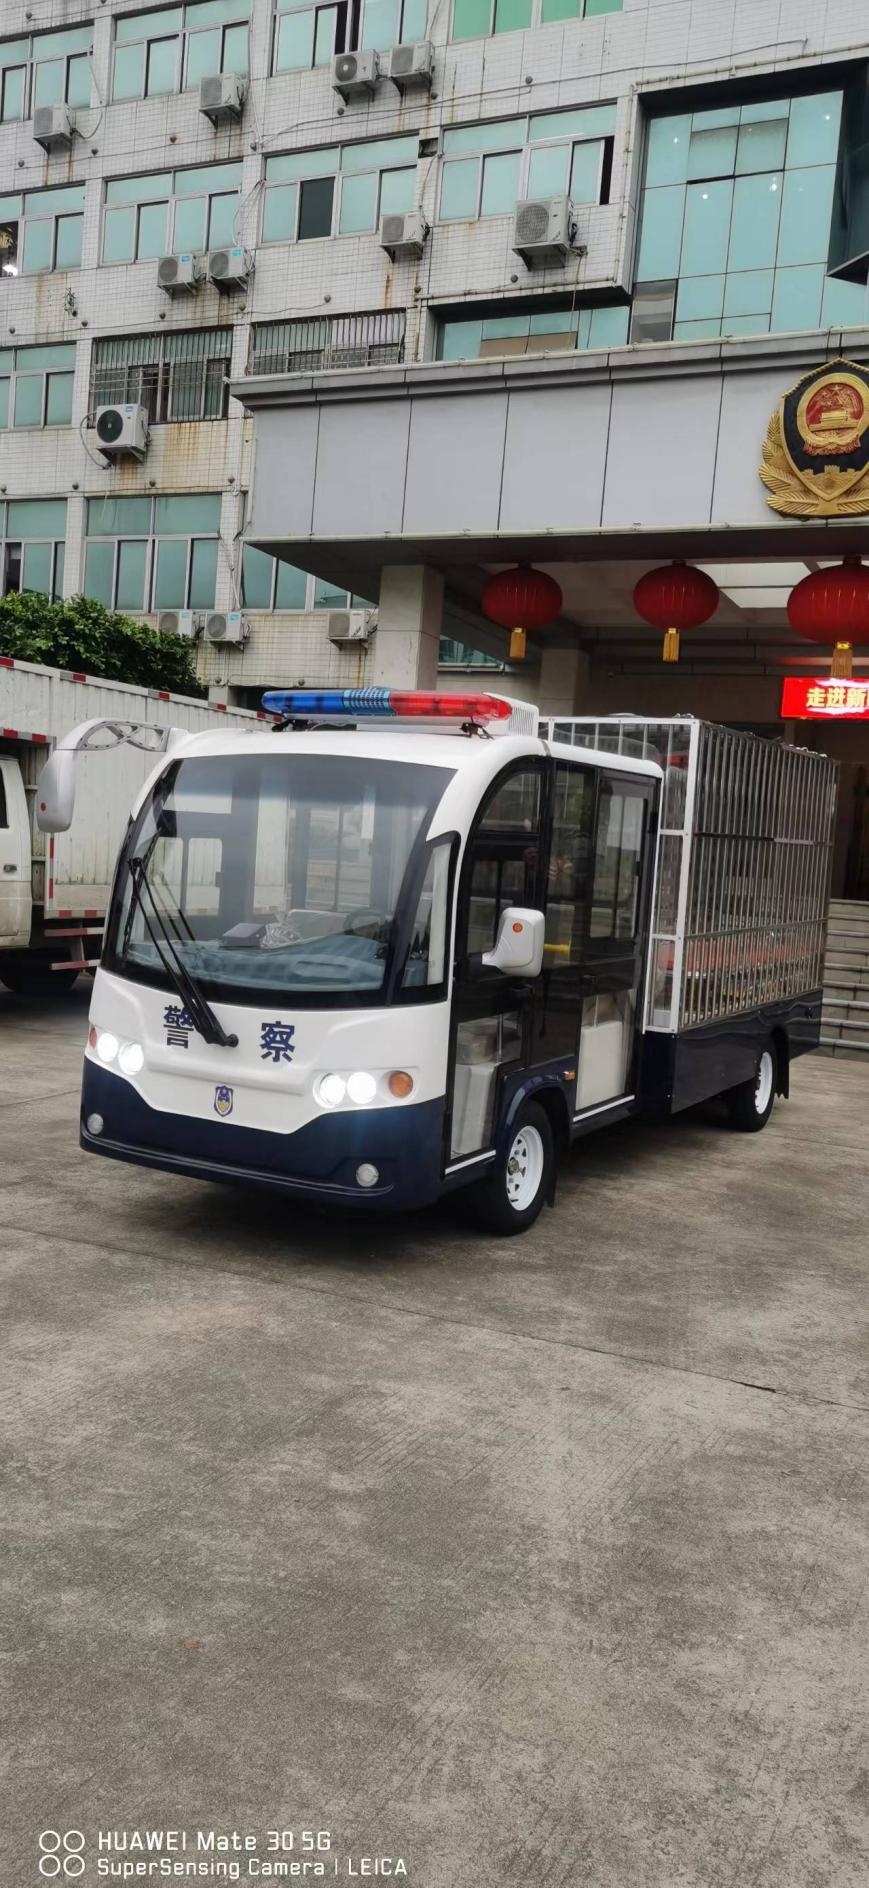 走进新
警察
HUAWEI Mate 30 5G
SuperSensing Camera | LEICA